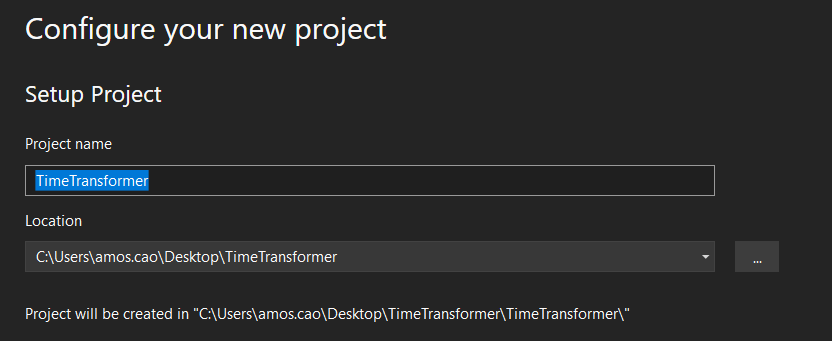 Configure your new project
Setup Project
Project name
TimeTransformer
Location
C:\Users\amos.cao\Desktop\TimeTransformer
...
Project will be created in "C:\Users\amos.cao\Desktop\TimeTransformer\TimeTransformer\"